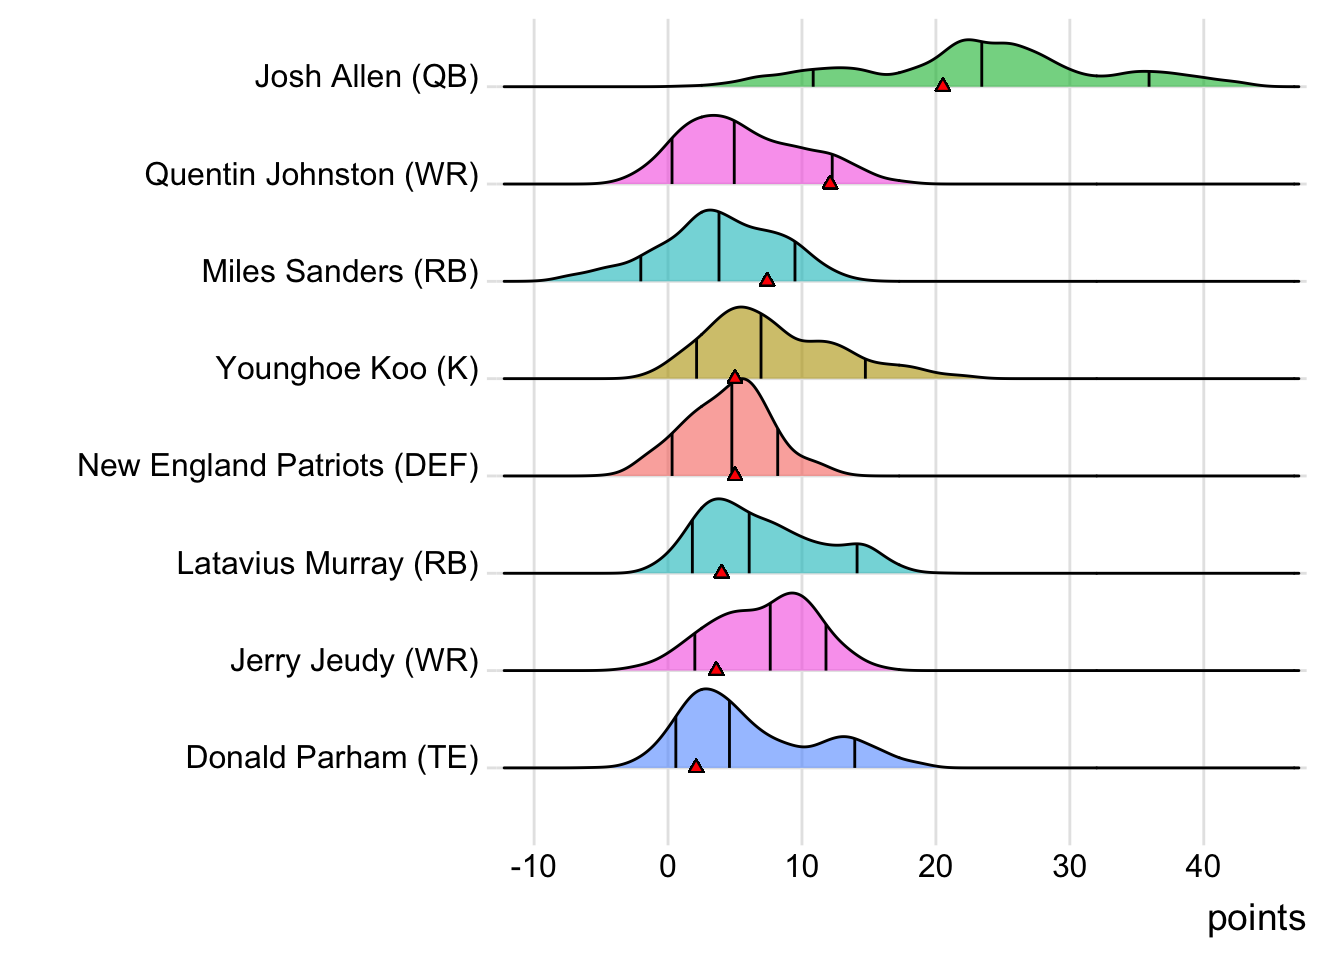 Josh Allen (QB)
Quentin Johnston (WR)
Miles Sanders (RB)
Younghoe Koo (K)
New England Patriots (DEF)
Latavius Murray (RB)
Jerry Jeudy (WR)
Donald Parham (TE)
-10 0 10 20 30 40
points